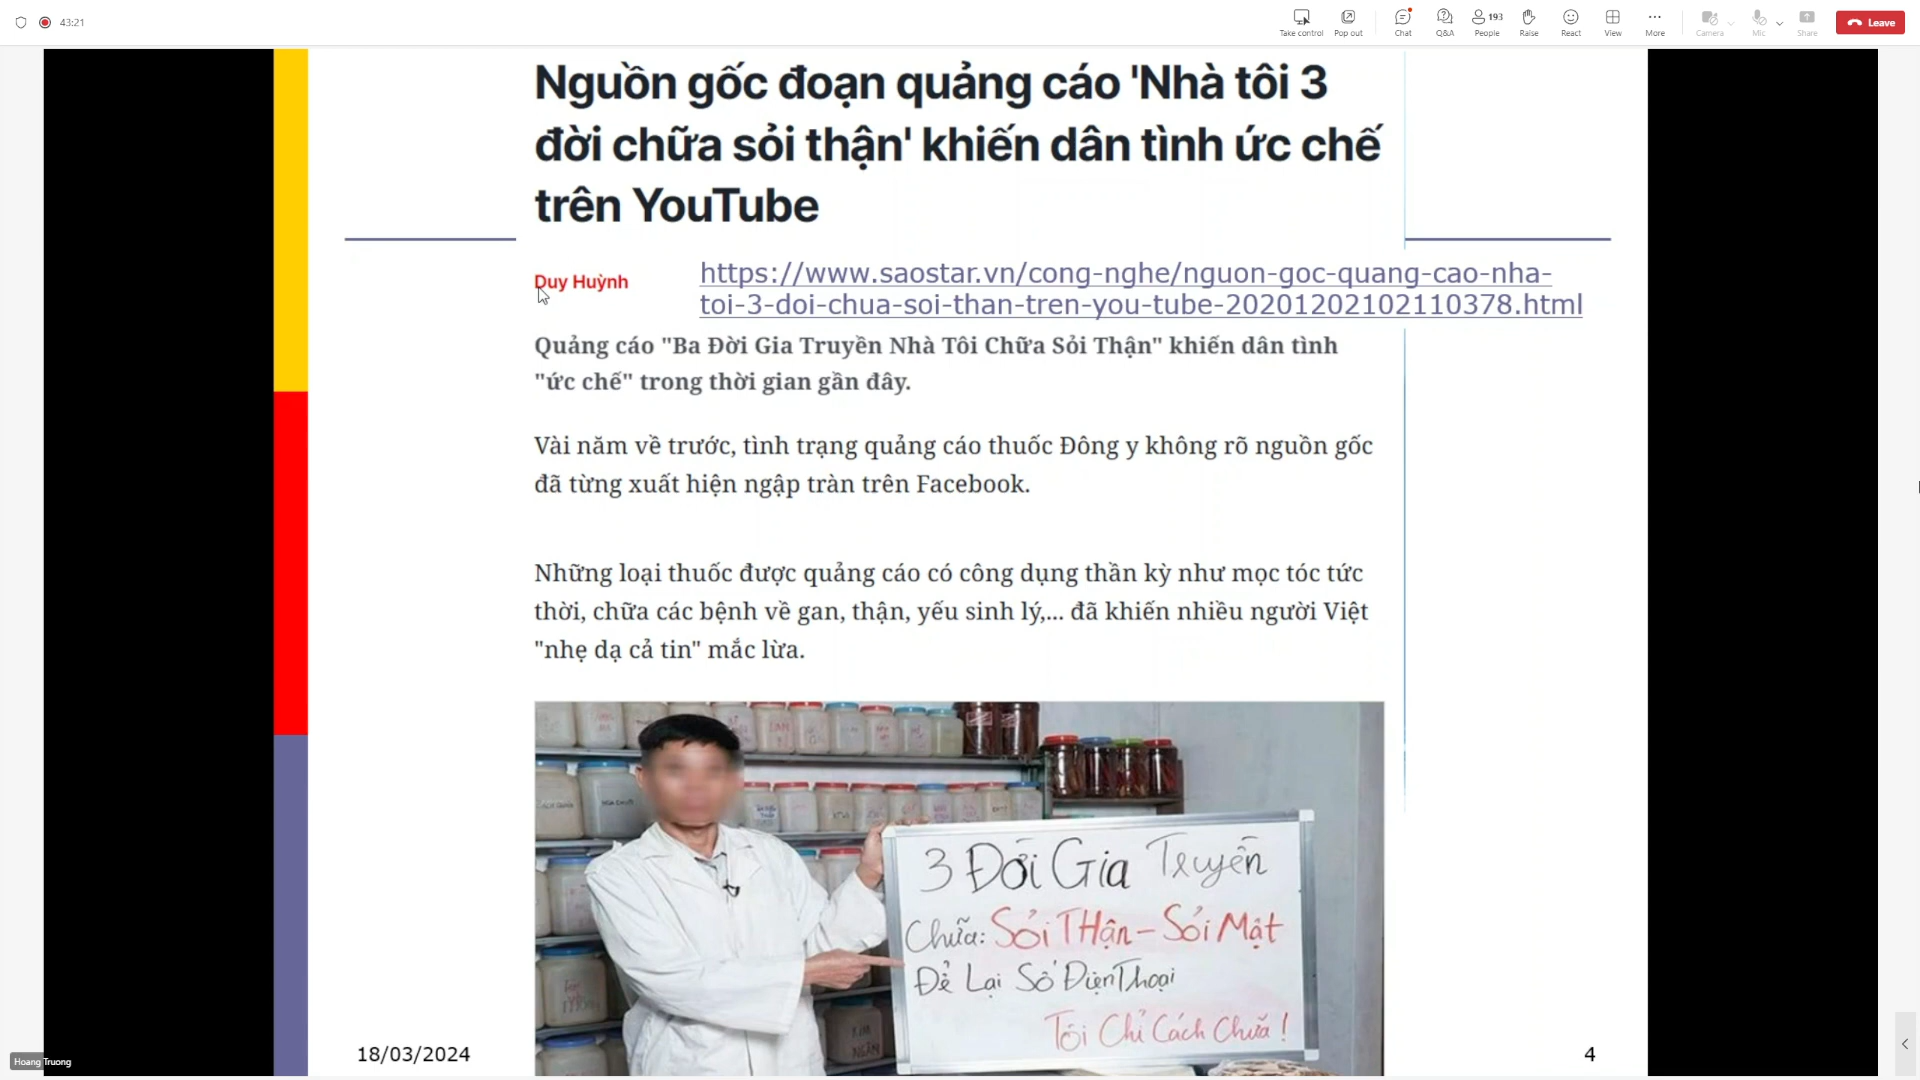 43:21
Take control
Pop out
Chat
Q&A
193
People
Raise
React
View
More
Camera
Mic
Share
Leave
Nguồn gốc đoạn quảng cáo 'Nhà tôi 3
đời chữa sỏi thận' khiến dân tình ức chế
trên YouTube
Duy Huỳnh
https://www.saostar.vn/cong-nghe/nguon-goc-quang-cao-nha-
toi-3-doi-chua-soi-than-tren-you-tube-20201202102110378.html
Quảng cáo "Ba Đời Gia Truyền Nhà Tôi Chữa Sỏi Thận" khiến dân tình
"ức chế" trong thời gian gần đây.
Vài năm về trước, tình trạng quảng cáo thuốc Đông y không rõ nguồn gốc
đã từng xuất hiện ngập tràn trên Facebook.
Những loại thuốc được quảng cáo có công dụng thần kỳ như mọc tóc tức
thời, chữa các bệnh về gan, thận, yếu sinh lý,... đã khiến nhiều người Việt
"nhẹ dạ cả tin" mắc lừa.
3 Đời Gia Truyền
Chữa: Sỏi THận - Sỏi Mật
Để Lại Số Điện Thoại
Tôi Chỉ Cách Chữa !
KIM
NGÂN
18/03/2024
4
Hoang Truong